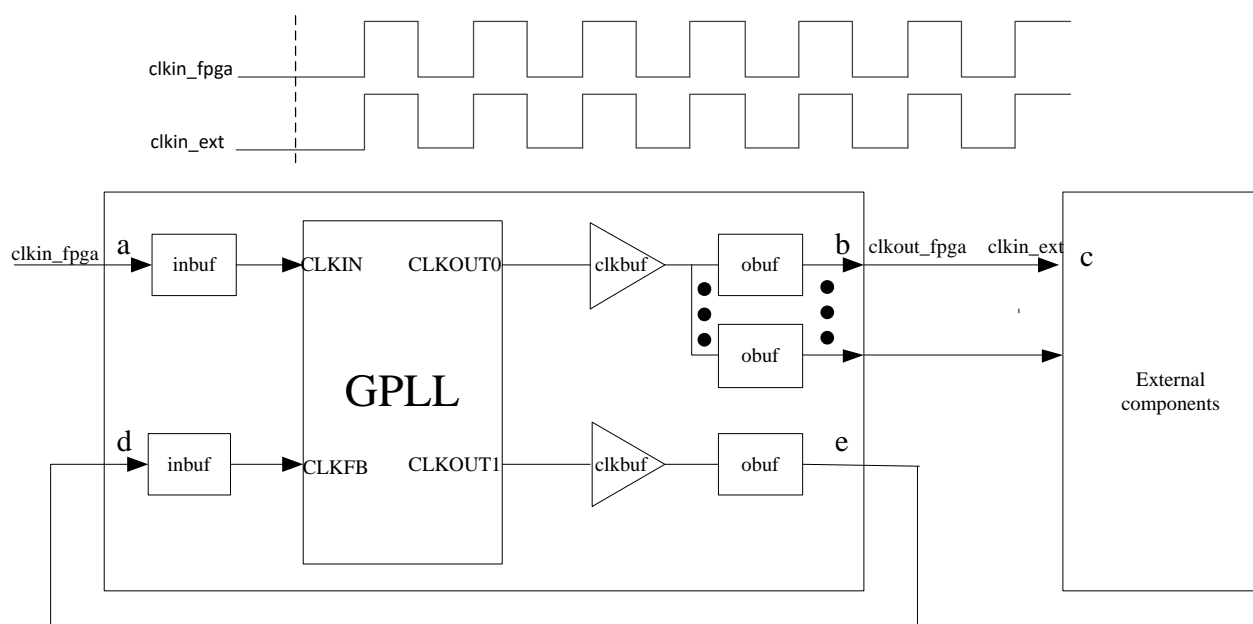 clkin_fpga
clkin_ext
clkin_fpga
a
inbuf
CLKIN
CLKOUT0
clkbuf
obuf
b
clkout_fpga
clkin_ext
c
obuf
GPLL
External
components
d
inbuf
CLKFB
CLKOUT1
clkbuf
obuf
e